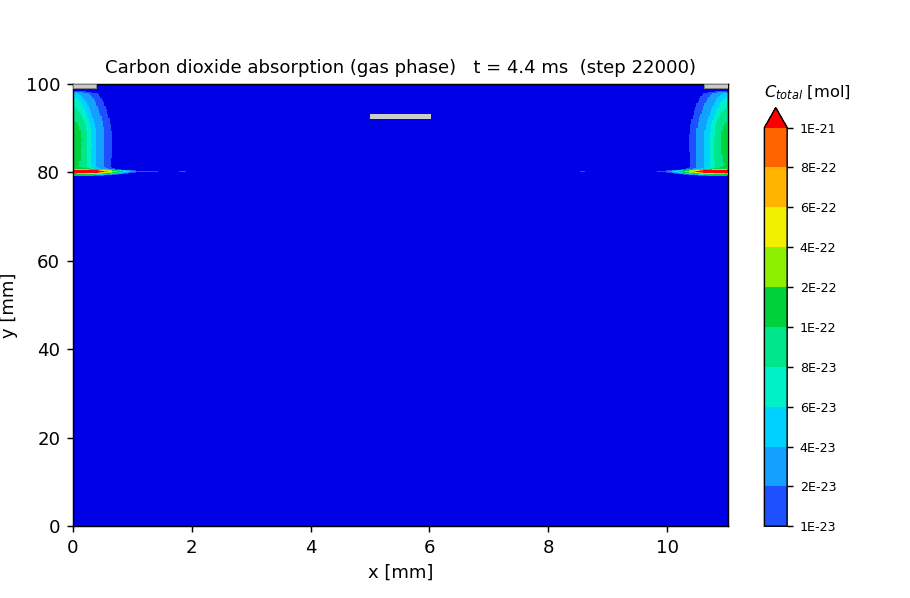 Carbon dioxide absorption (gas phase)   t = 4.4 ms  (step 22000)
C_total [mol]
1E-21
8E-22
6E-22
4E-22
2E-22
1E-22
8E-23
6E-23
4E-23
2E-23
1E-23
y [mm]
100
80
60
40
20
0
0 2 4 6 8 10
x [mm]